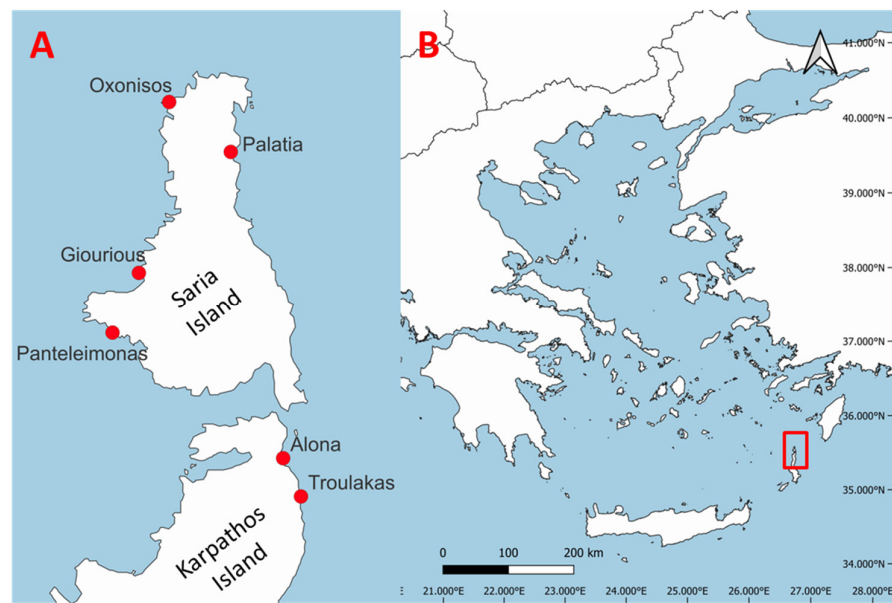 A
Oxonisos
Palatia
Giourious
Saria
Island
Panteleimonas
Alona
Troulakas
Karpathos
Island
B
41.000°N
40.000°N
39.000°N
38.000°N
37.000°N
36.000°N
35.000°N
34.000°N
0 100 200 km
E 21.000°E 22.000°E 23.000°E 24.000°E 25.000°E 26.000°E 27.000°E 28.000°E